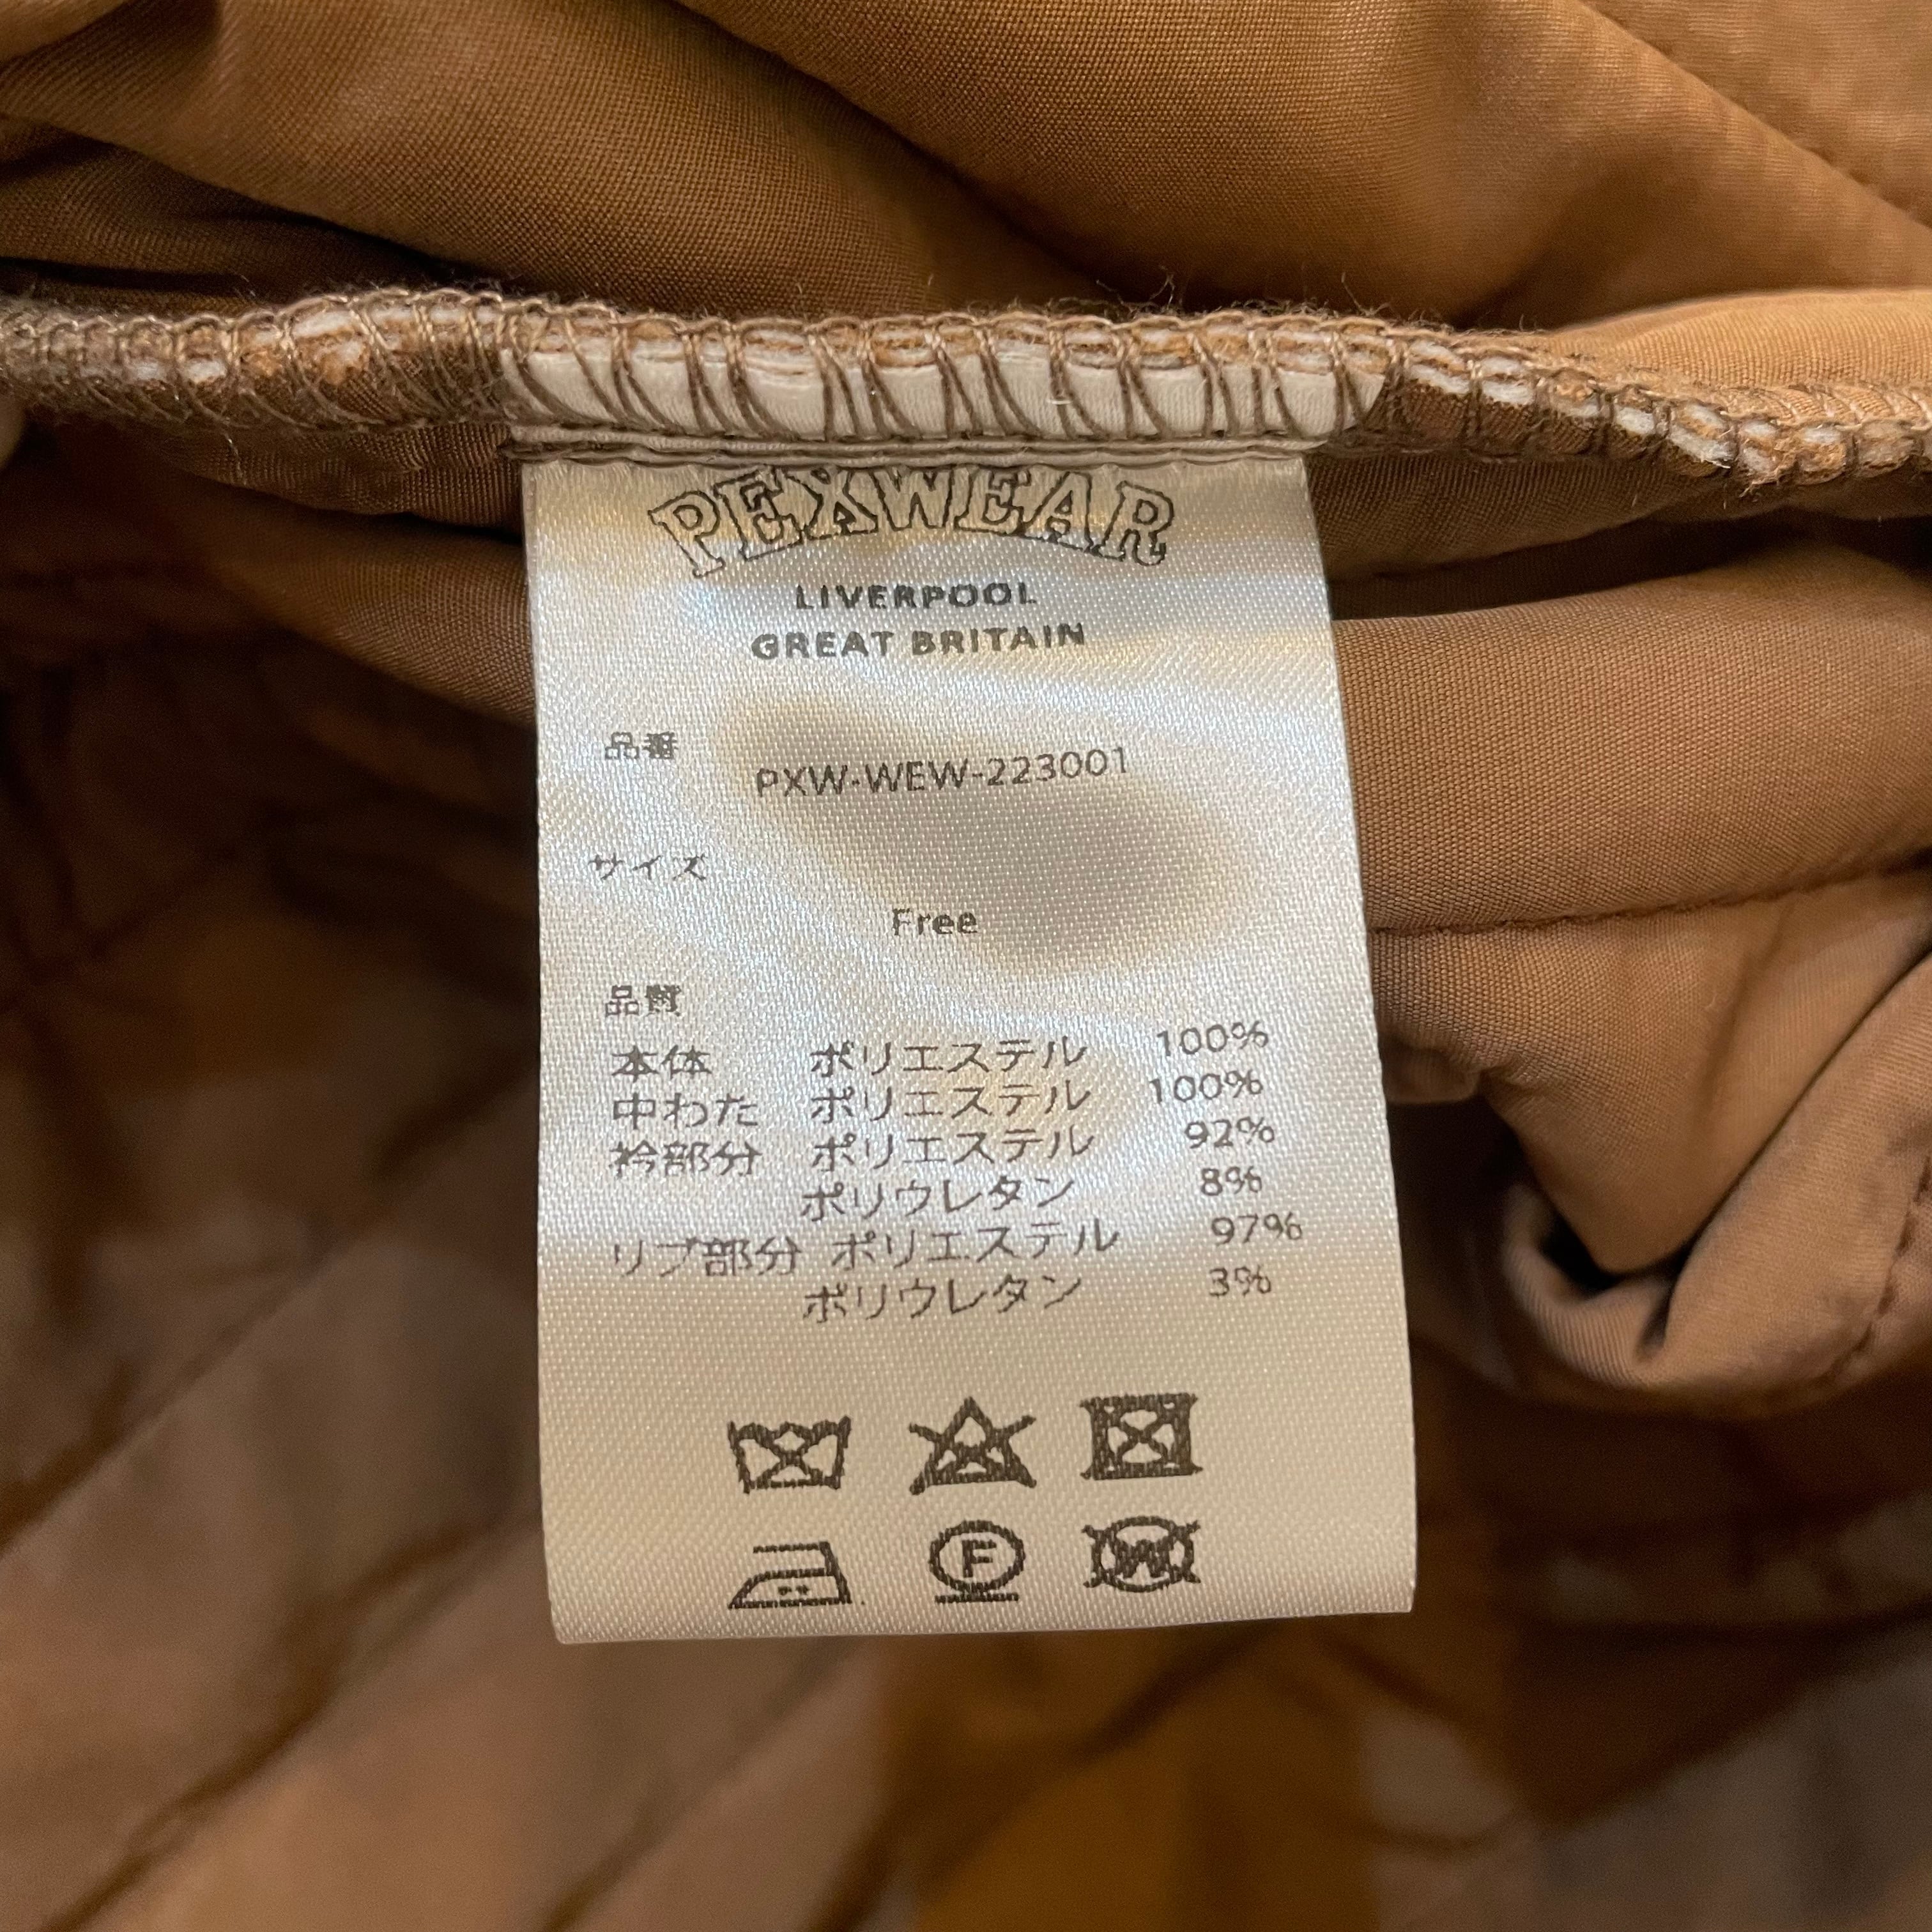 PEXWEAR
LIVERPOOL
GREAT BRITAIN
品番
PXW-WEW-223001
サイズ
Free
品質
本体 ポリエステル 100%
中わた ポリエステル 100%
衿部分 ポリエステル 92%
ポリウレタン 8%
リブ部分 ポリエステル 97%
ポリウレタン 3%
F W